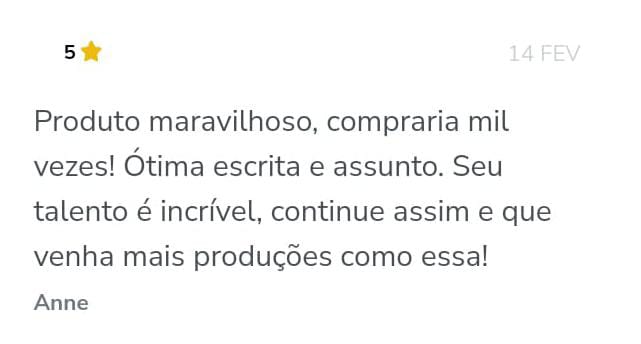 5
14 FEV
Produto maravilhoso, compraria mil
vezes! Ótima escrita e assunto. Seu
talento é incrível, continue assim e que
venha mais produções como essa!
Anne